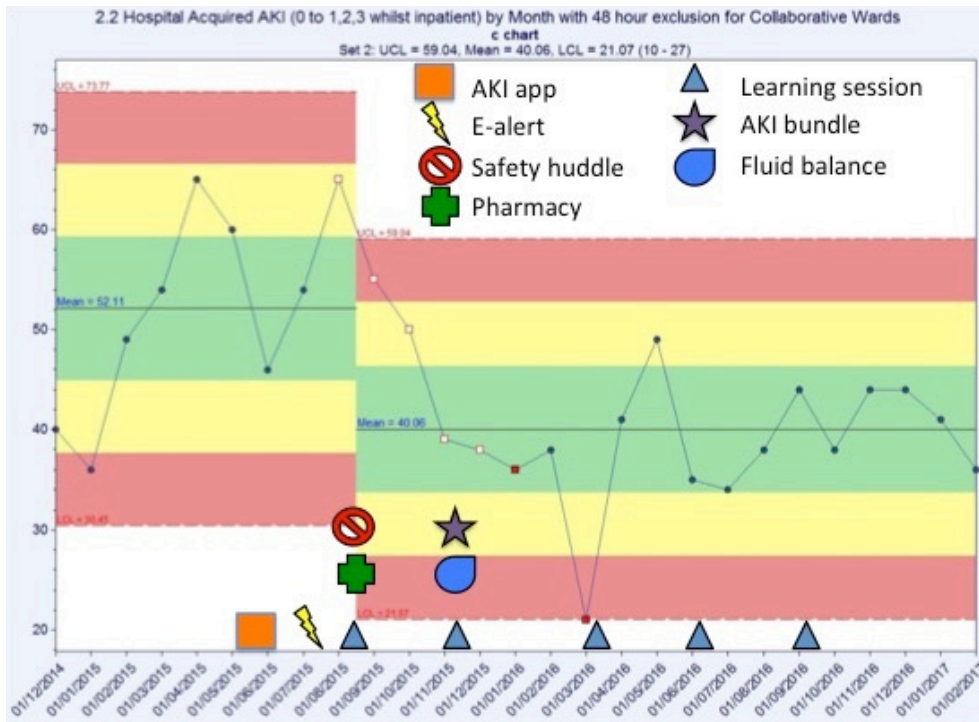 2.2 Hospital Acquired AKI (0 to 1,2,3 whilst inpatient) by Month with 48 hour exclusion for Collaborative Wards
c chart
Set 2: UCL = 59.04, Mean = 40.06, LCL = 21.07 (10 - 27)
UCL = 73.77
AKI app
Learning session
E-alert
AKI bundle
Safety huddle
Fluid balance
Pharmacy
70
60
UCL = 59.04
Mean = 52.11
50
40
Mean = 40.06
30
LCL = 30.45
LCL = 21.07
20
01/12/2014
01/01/2015
01/02/2015
01/03/2015
01/04/2015
01/05/2015
01/06/2015
01/07/2015
01/08/2015
01/09/2015
01/10/2015
01/11/2015
01/12/2015
01/01/2016
01/02/2016
01/03/2016
01/04/2016
01/05/2016
01/06/2016
01/07/2016
01/08/2016
01/09/2016
01/10/2016
01/11/2016
01/12/2016
01/01/2017
01/02/201